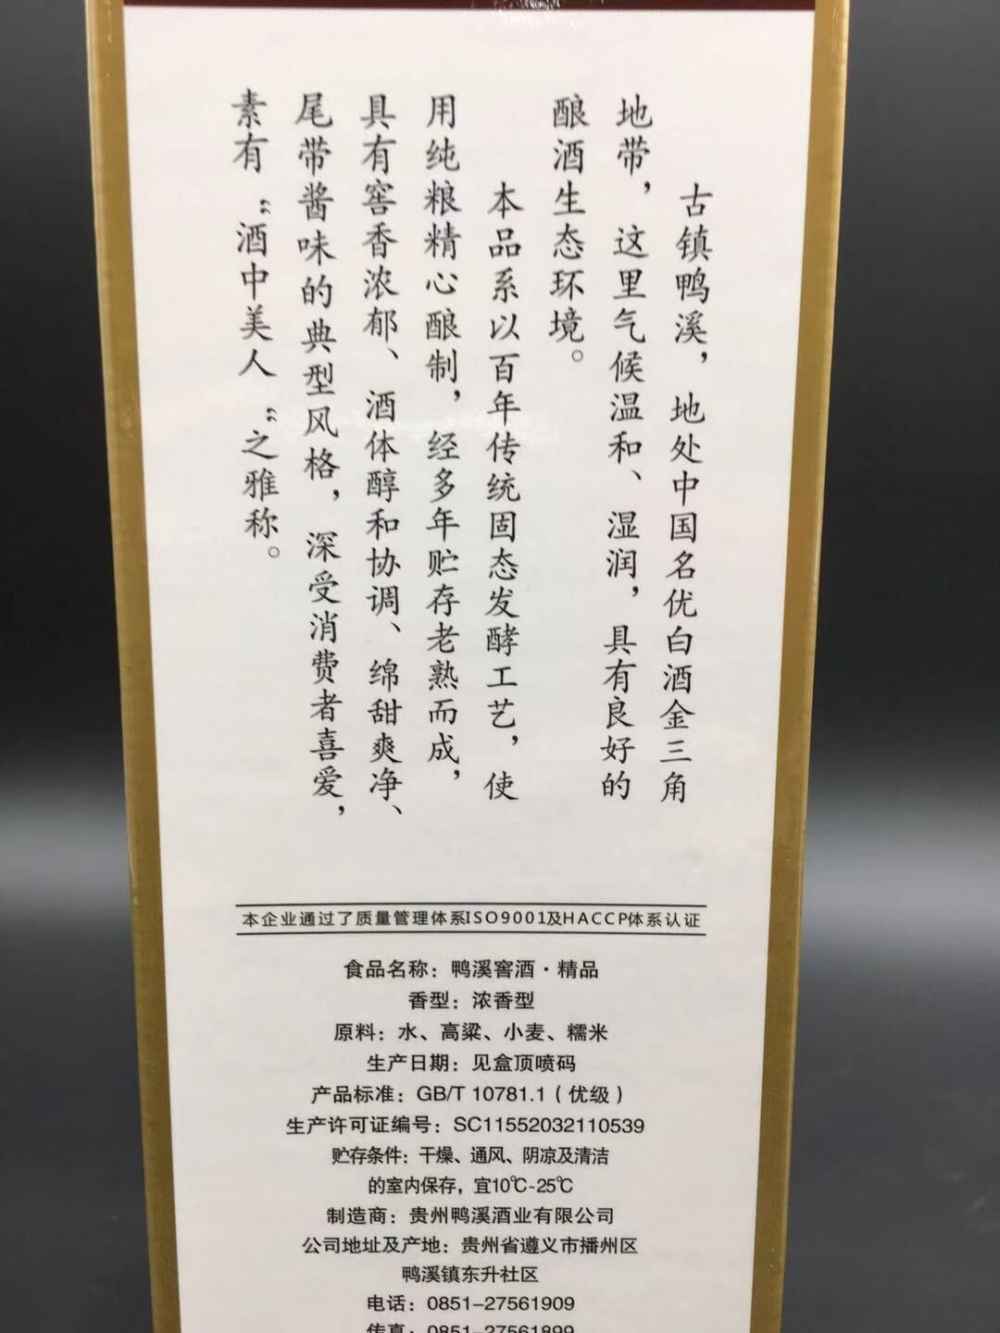 古镇鸭溪，地处中国名优白酒金三角
地带，这里气候温和、湿润，具有良好的
酿酒生态环境。
本品系以百年传统固态发酵工艺，使
用纯粮精心酿制，经多年贮存老熟而成，
具有窖香浓郁、酒体醇和协调、绵甜爽净、
尾带酱味的典型风格，深受消费者喜爱，
素有“酒中美人”之雅称。
本企业通过了质量管理体系ISO9001及HACCP体系认证
食品名称：鸭溪窖酒·精品
香型：浓香型
原料：水、高粱、小麦、糯米
生产日期：见盒顶喷码
产品标准：GB/T 10781.1（优级）
生产许可证编号：SC11552032110539
贮存条件：干燥、通风、阴凉及清洁
的室内保存，宜10℃-25℃
制造商：贵州鸭溪酒业有限公司
公司地址及产地：贵州省遵义市播州区
鸭溪镇东升社区
电话：0851-27561909
传真：0851-27561899